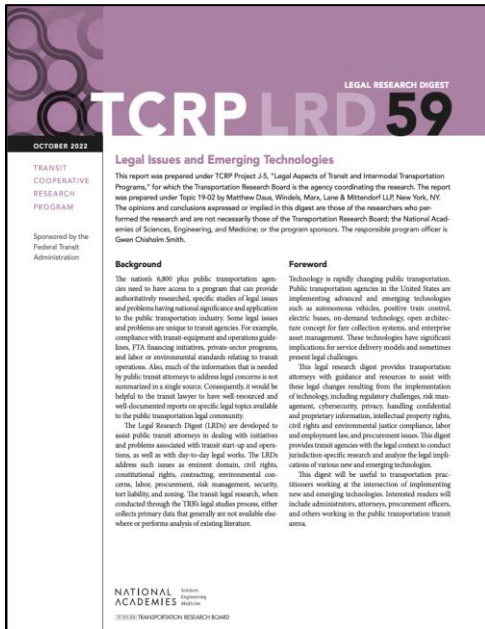 LEGAL RESEARCH DIGEST
TCRP LRD 59
OCTOBER 2022
TRANSIT
COOPERATIVE
RESEARCH
PROGRAM
Sponsored by the
Federal Transit
Administration
Legal Issues and Emerging Technologies
This report was prepared under TCRP Project J-5, "Legal Aspects of Transit and Intermodal Transportation
Programs," for which the Transportation Research Board is the agency coordinating the research. The report
was prepared under Topic 19-02 by Matthew Daus, Windels, Marx, Lane & Mittendorf LLP, New York, NY.
The opinions and conclusions expressed or implied in this digest are those of the researchers who per-
formed the research and are not necessarily those of the Transportation Research Board; the National Acad-
emies of Sciences, Engineering, and Medicine; or the program sponsors. The responsible program officer is
Gwen Chisholm Smith.
Background
The nation's 6,800 plus public transportation agen-
cies need to have access to a program that can provide
authoritatively researched, specific studies of legal issues
and problems having national significance and application
to the public transportation industry. Some legal issues
and problems are unique to transit agencies. For example,
compliance with transit-equipment and operations guide-
lines, FTA financing initiatives, private-sector programs,
and labor or environmental standards relating to transit
operations. Also, much of the information that is needed
by public transit attorneys to address legal concerns is not
summarized in a single source. Consequently, it would be
helpful to the transit lawyer to have well-resourced and
well-documented reports on specific legal topics available
to the public transportation legal community.
The Legal Research Digest (LRDs) are developed to
assist public transit attorneys in dealing with initiatives
and problems associated with transit start-up and opera-
tions, as well as with day-to-day legal works. The LRDs
address such issues as eminent domain, civil rights,
constitutional rights, contracting, environmental con-
cerns, labor, procurement, risk management, security,
tort liability, and zoning. The transit legal research, when
conducted through the TRB's legal studies process, either
collects primary data that generally are not available else-
where or performs analysis of existing literature.
Foreword
Technology is rapidly changing public transportation.
Public transportation agencies in the United States are
implementing advanced and emerging technologies
such as autonomous vehicles, positive train control,
electric buses, on-demand technology, open architec-
ture concept for fare collection systems, and enterprise
asset management. These technologies have significant
implications for service delivery models and sometimes
present legal challenges.
This legal research digest provides transportation
attorneys with guidance and resources to assist with
these legal changes resulting from the implementation
of technology, including regulatory challenges, risk man-
agement, cybersecurity, privacy, handling confidential
and proprietary information, intellectual property rights,
civil rights and environmental justice compliance, labor
and employment law, and procurement issues. This digest
provides transit agencies with the legal context to conduct
jurisdiction-specific research and analyze the legal impli-
cations of various new and emerging technologies.
This digest will be useful to transportation prac-
titioners working at the intersection of implementing
new and emerging technologies. Interested readers will
include administrators, attorneys, procurement officers,
and others working in the public transportation transit
arena.
NATIONAL ACADEMIES
Sciences
Engineering
Medicine
TRANSPORTATION RESEARCH BOARD